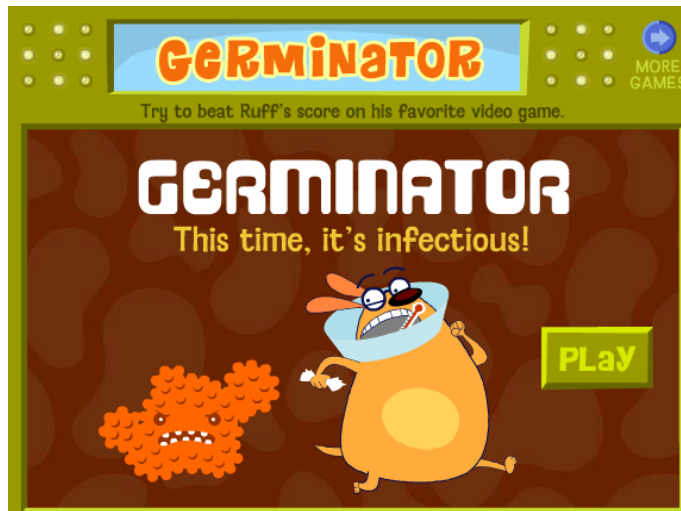 GERMINATOR
MORE
GAMES
Try to beat Ruff's score on his favorite video game.
GERMINATOR
This time, it's infectious!
PLAY